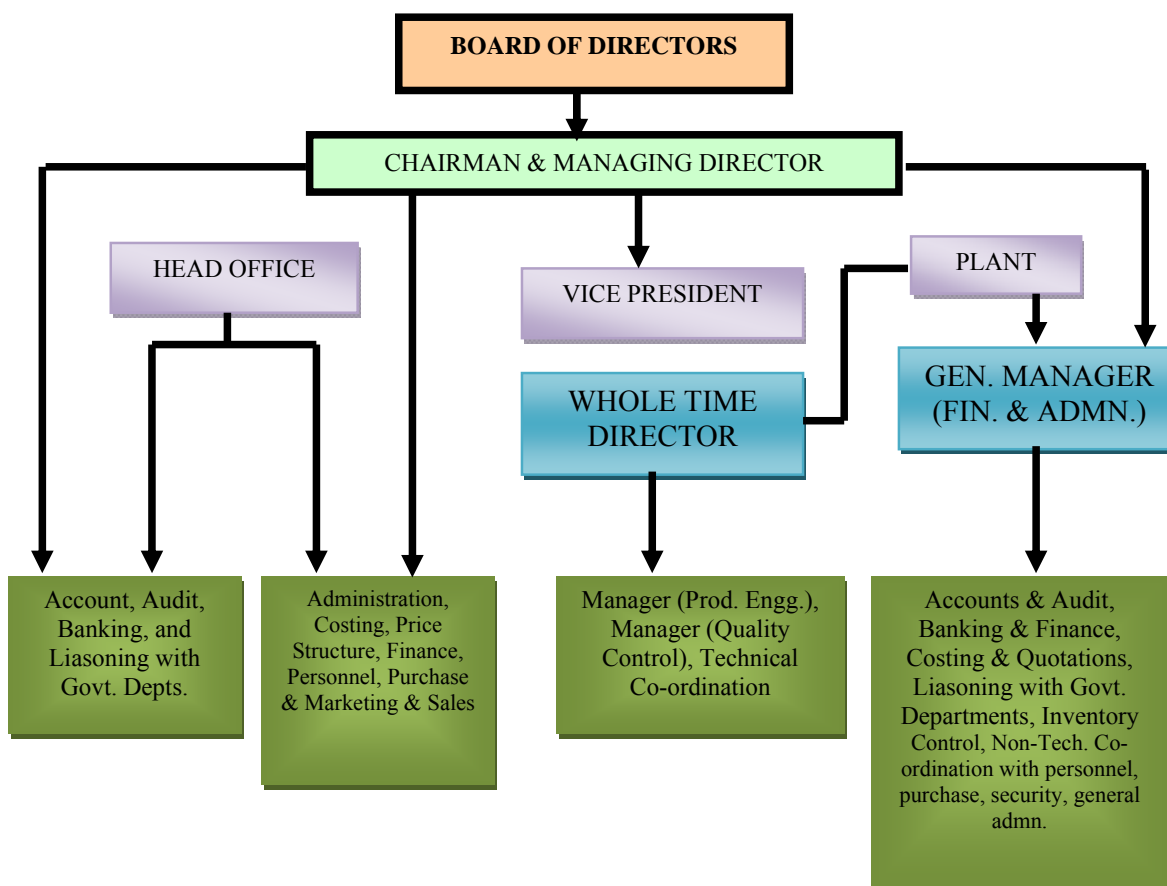 BOARD OF DIRECTORS
CHAIRMAN & MANAGING DIRECTOR
HEAD OFFICE
VICE PRESIDENT
PLANT
WHOLE TIME
DIRECTOR
GEN. MANAGER
(FIN. & ADMN.)
Account, Audit,
Banking, and
Liasoning with
Govt. Depts.
Administration,
Costing, Price
Structure, Finance,
Personnel, Purchase
& Marketing & Sales
Manager (Prod. Engg.),
Manager (Quality
Control), Technical
Co-ordination
Accounts & Audit,
Banking & Finance,
Costing & Quotations,
Liasoning with Govt.
Departments, Inventory
Control, Non-Tech. Co-
ordination with personnel,
purchase, security, general
admn.